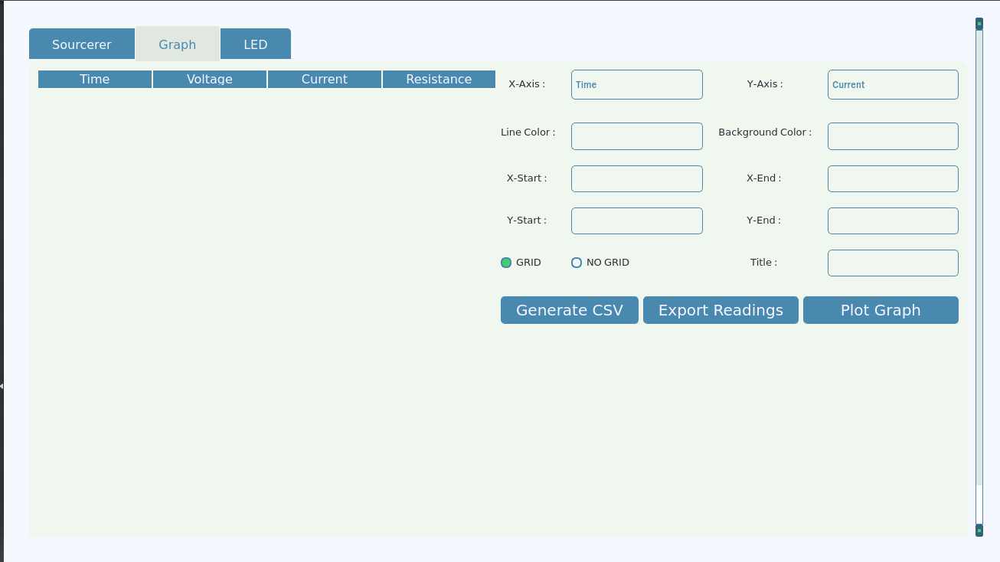 Sourcerer Graph LED
Time Voltage Current Resistance
X-Axis : Time Y-Axis : Current
Line Color : Background Color :
X-Start : X-End :
Y-Start : Y-End :
GRID NO GRID Title :
Generate CSV Export Readings Plot Graph